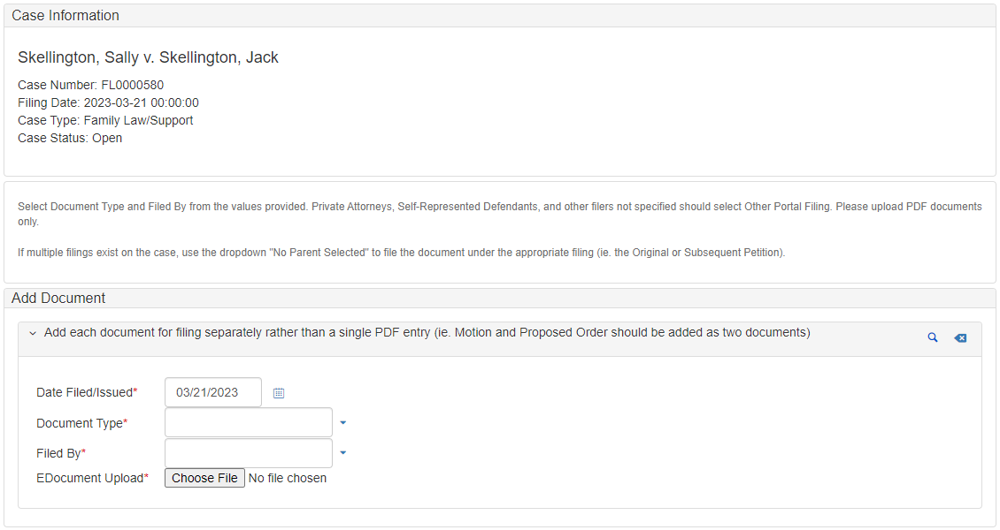 Case Information
Skellington, Sally v. Skellington, Jack
Case Number: FL0000580
Filing Date: 2023-03-21 00:00:00
Case Type: Family Law/Support
Case Status: Open
Select Document Type and Filed By from the values provided. Private Attorneys, Self-Represented Defendants, and other filers not specified should select Other Portal Filing. Please upload PDF documents
only.
If multiple filings exist on the case, use the dropdown "No Parent Selected" to file the document under the appropriate filing (ie. the Original or Subsequent Petition).
Add Document
Add each document for filing separately rather than a single PDF entry (ie. Motion and Proposed Order should be added as two documents)
Date Filed/Issued* 03/21/2023
Document Type*
Filed By*
EDocument Upload* Choose File No file chosen